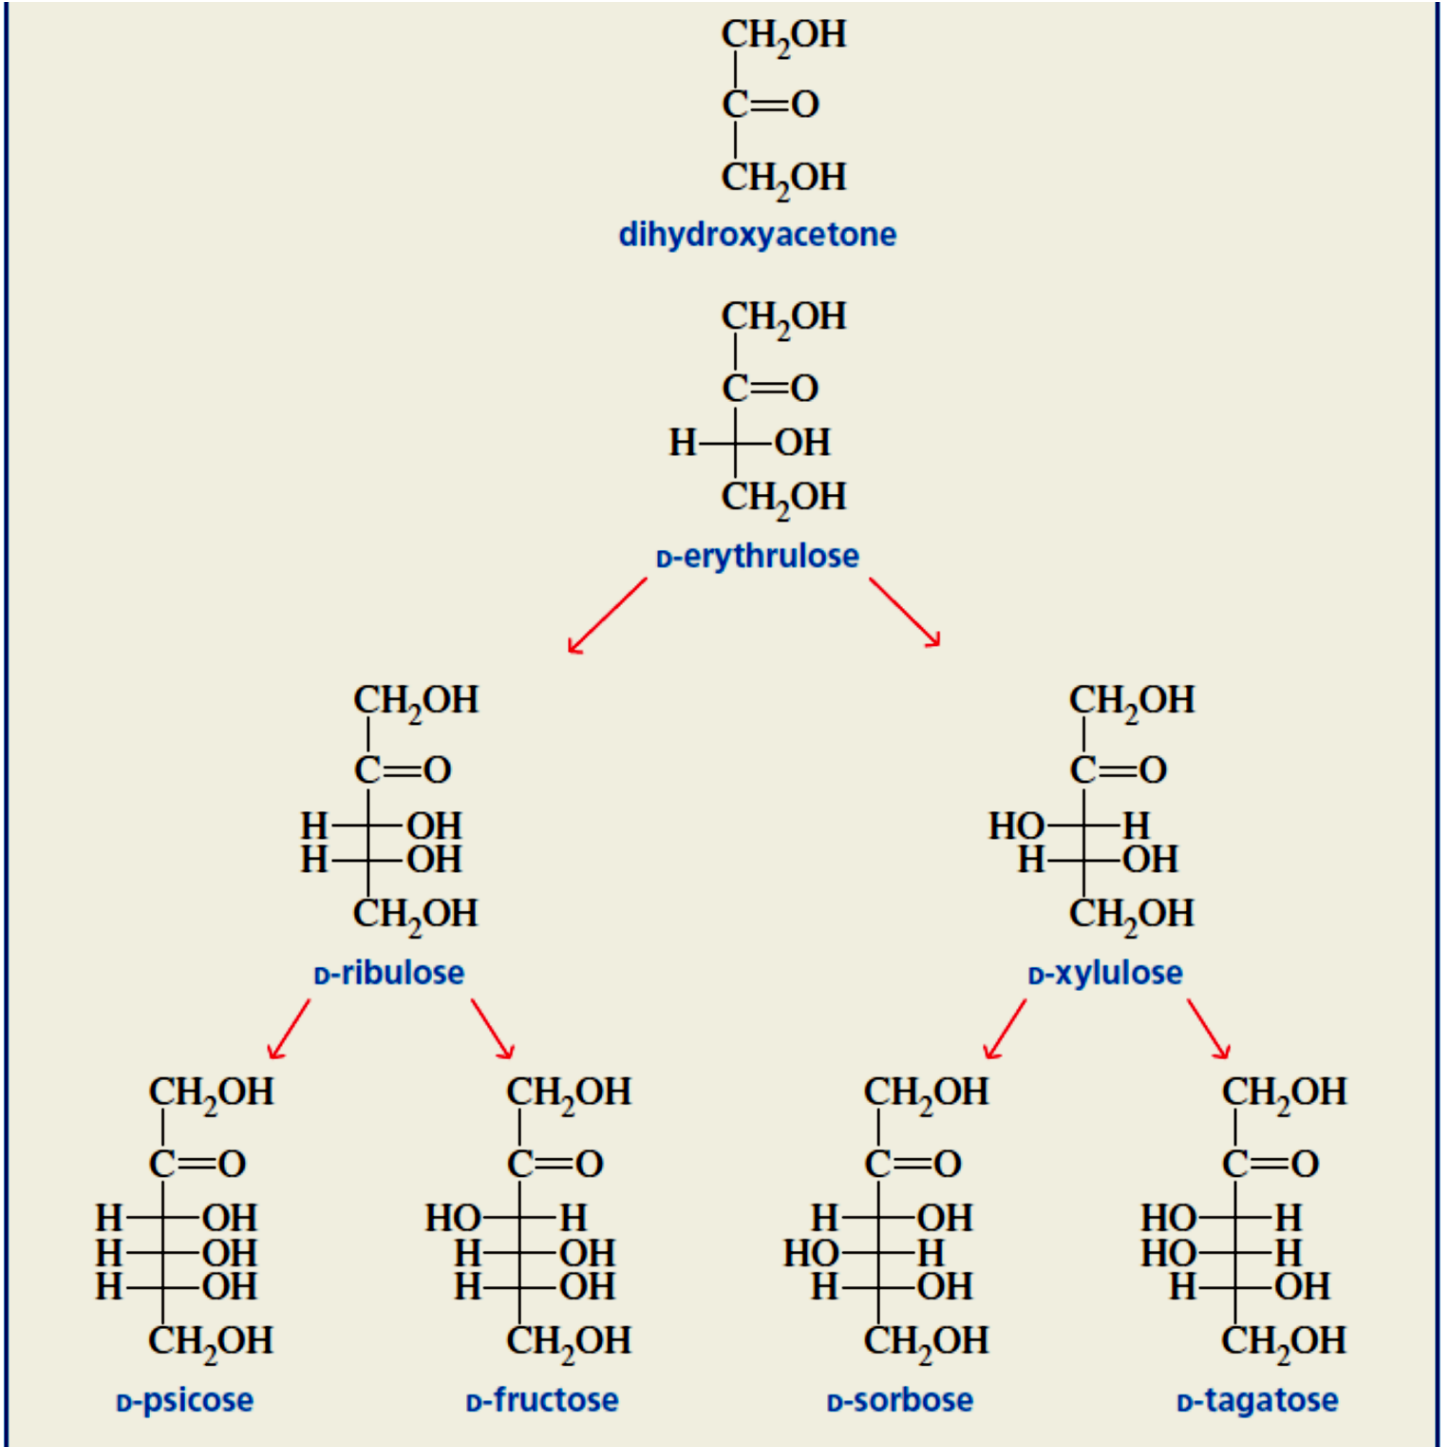 CH₂OH
C=O
CH₂OH
dihydroxyacetone
CH₂OH
C=O
H OH
CH₂OH
D-erythrulose
CH₂OH CH₂OH
C=O C=O
H OH HO H
H OH H OH
CH₂OH CH₂OH
D-ribulose D-xylulose
CH₂OH CH₂OH CH₂OH CH₂OH
C=O C=O C=O C=O
H OH HO H H OH HO H
H OH H OH HO H HO H
H OH H OH H OH H OH
CH₂OH CH₂OH CH₂OH CH₂OH
D-psicose D-fructose D-sorbose D-tagatose